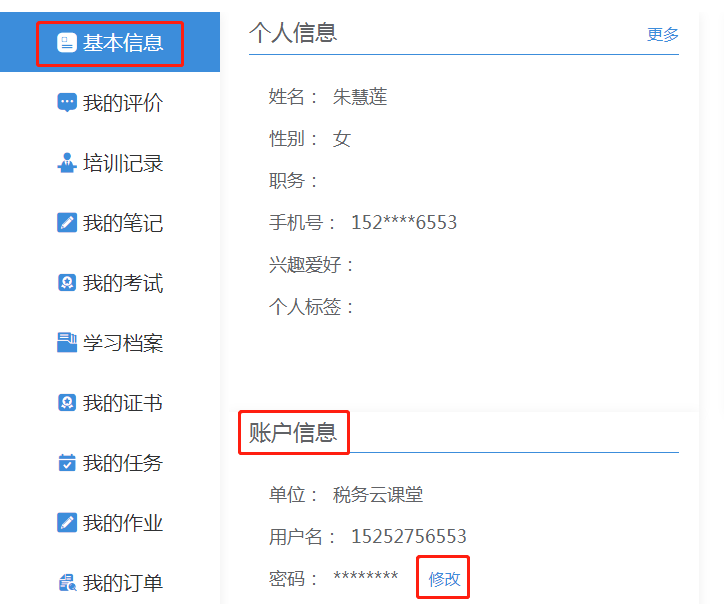 基本信息
我的评价
培训记录
我的笔记
我的考试
学习档案
我的证书
我的任务
我的作业
我的订单
个人信息 更多
姓名： 朱慧莲
性别： 女
职务：
手机号： 152****6553
兴趣爱好：
个人标签：
账户信息
单位： 税务云课堂
用户名： 15252756553
密码： ******** 修改